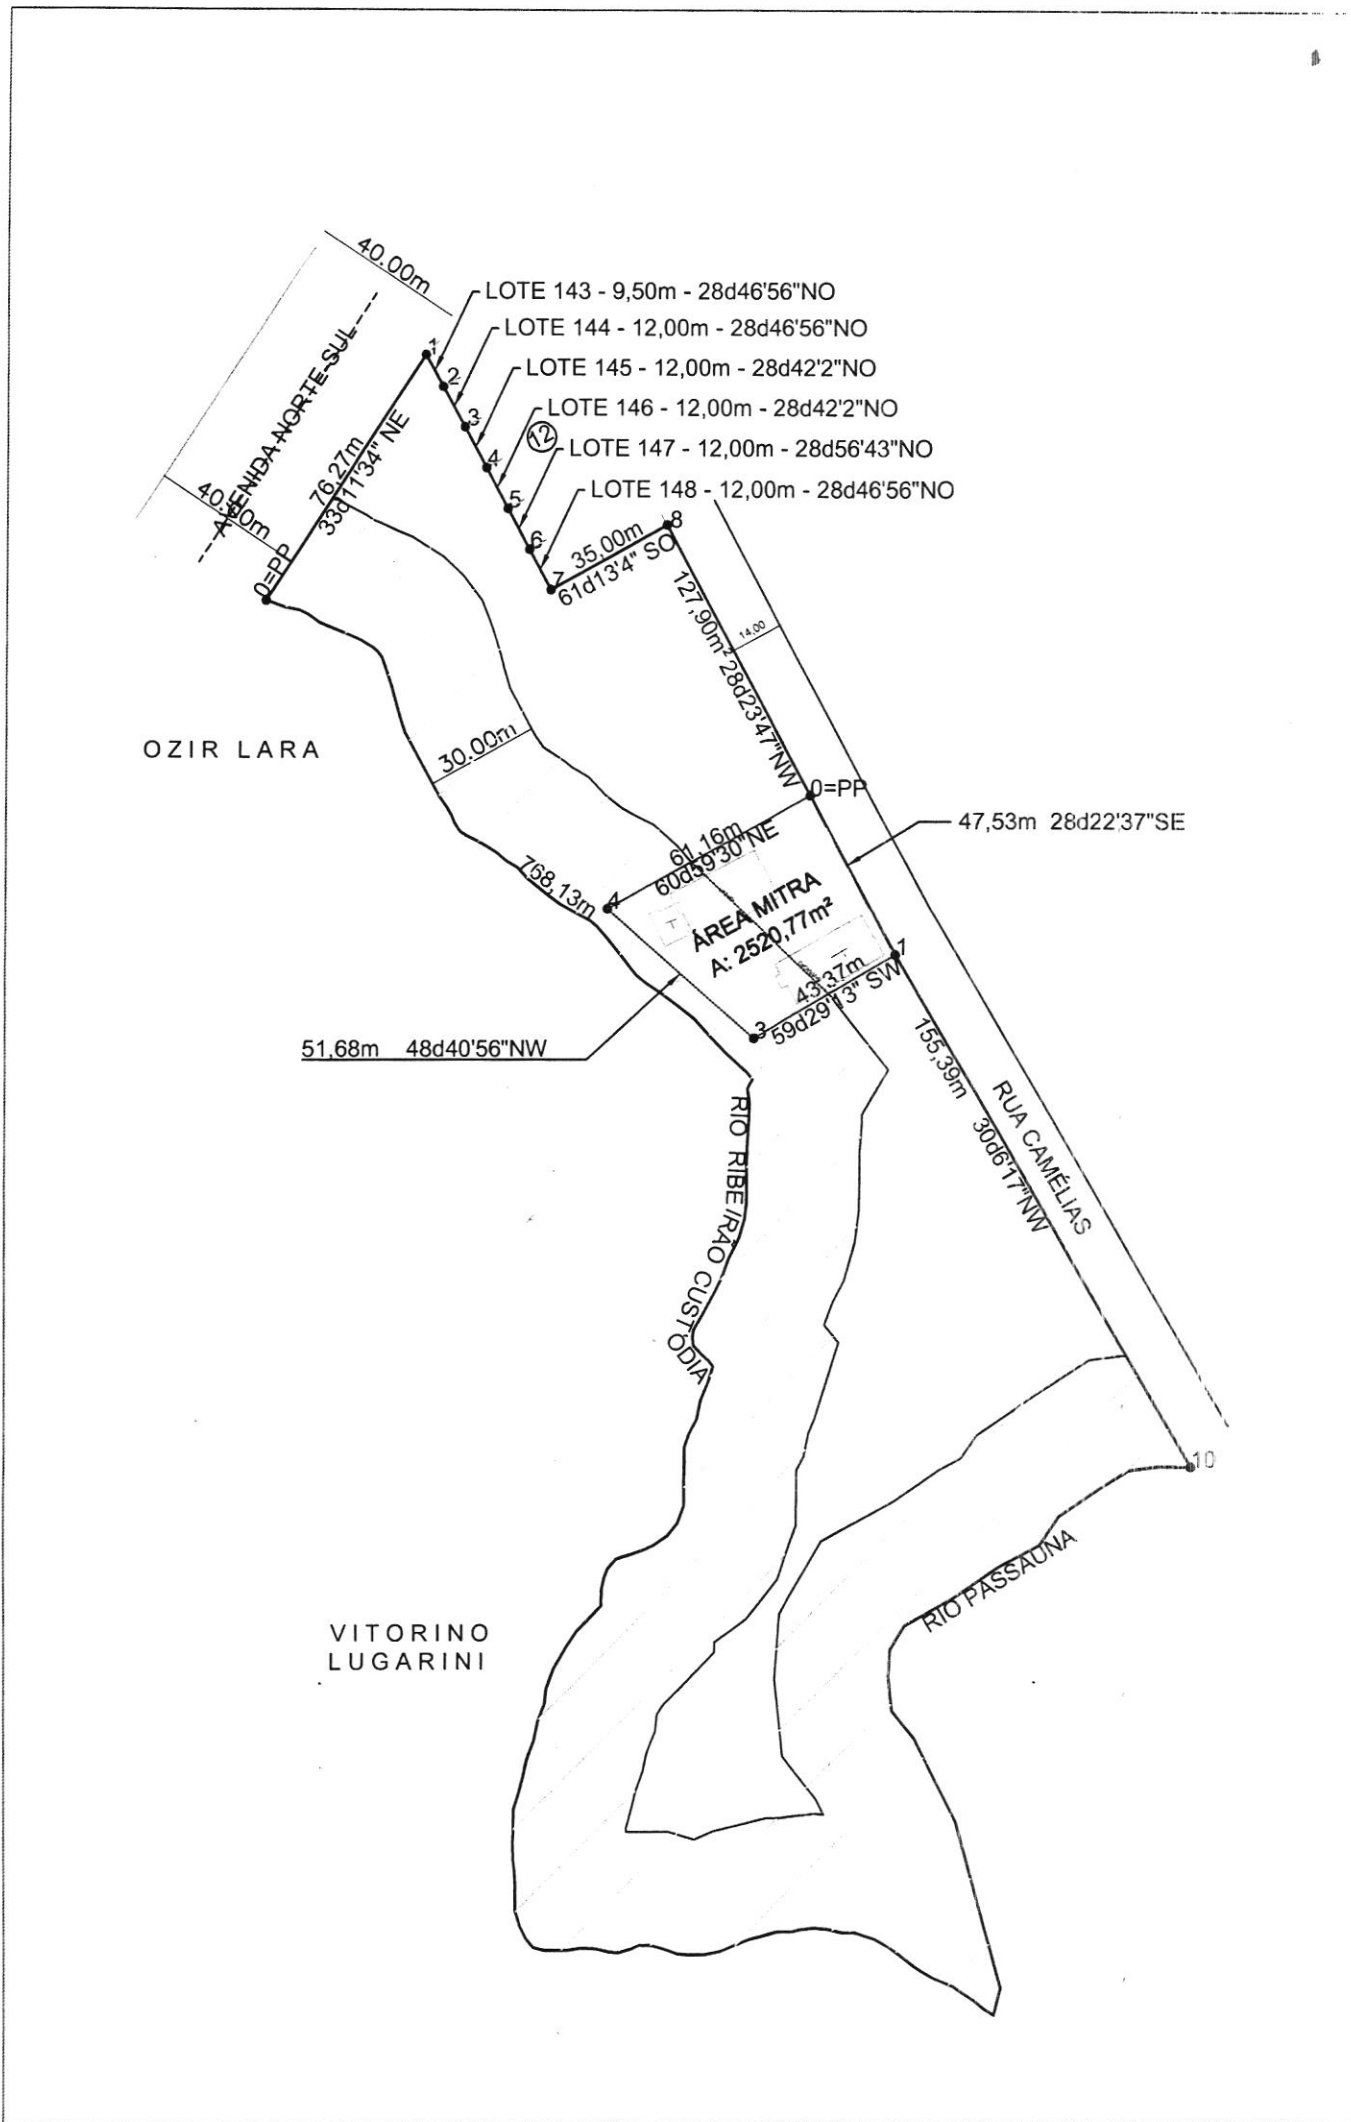 40.00m
LOTE 143 - 9,50m - 28d46'56"NO
LOTE 144 - 12,00m - 28d46'56"NO
LOTE 145 - 12,00m - 28d42'2"NO
LOTE 146 - 12,00m - 28d42'2"NO
LOTE 147 - 12,00m - 28d56'43"NO
LOTE 148 - 12,00m - 28d46'56"NO
12
1
2
3
4
5
6
7
8
AVENIDA NORTE-SUL
76,27m
33d11'34" NE
40.00m
0=PP
35,00m
61d13'4" SO
127,90m² 28d23'47"NW
14,00
OZIR LARA
30.00m
0=PP
47,53m 28d22'37"SE
61,16m
60d59'30"NE
768,13m
4
ÁREA MITRA
A: 2520,77m²
1
43,37m
59d29'13" SW
3
51,68m 48d40'56"NW
155,39m 30d6'17"NW
RUA CAMÉLIAS
RIO RIBEIRÃO CUSTÓDIA
10
RIO PASSAUNA
VITORINO
LUGARINI